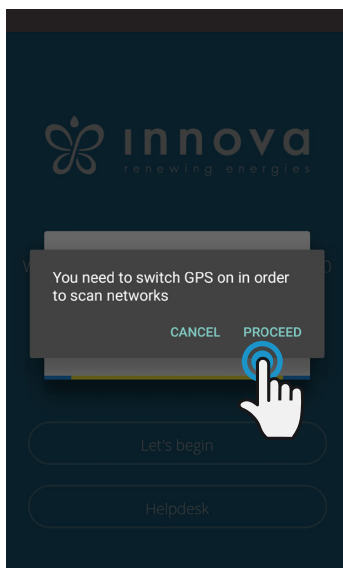 innova
renewing energies
W
0
You need to switch GPS on in order
to scan networks
CANCEL PROCEED
Let's begin
Helpdesk